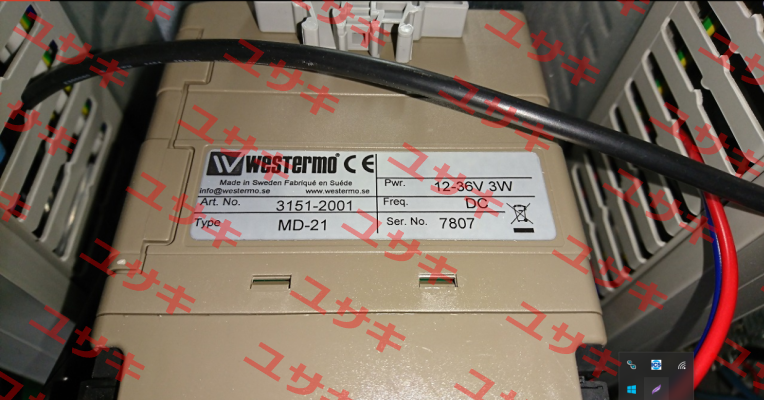 ユサキ
Westermo CE
Made in Sweden Fabriqué en Suède
info@westermo.se www.westermo.se
Art. No. 3151-2001
Type MD-21
Pwr. 12-36V 3W
Freq. DC
Ser. No. 7807